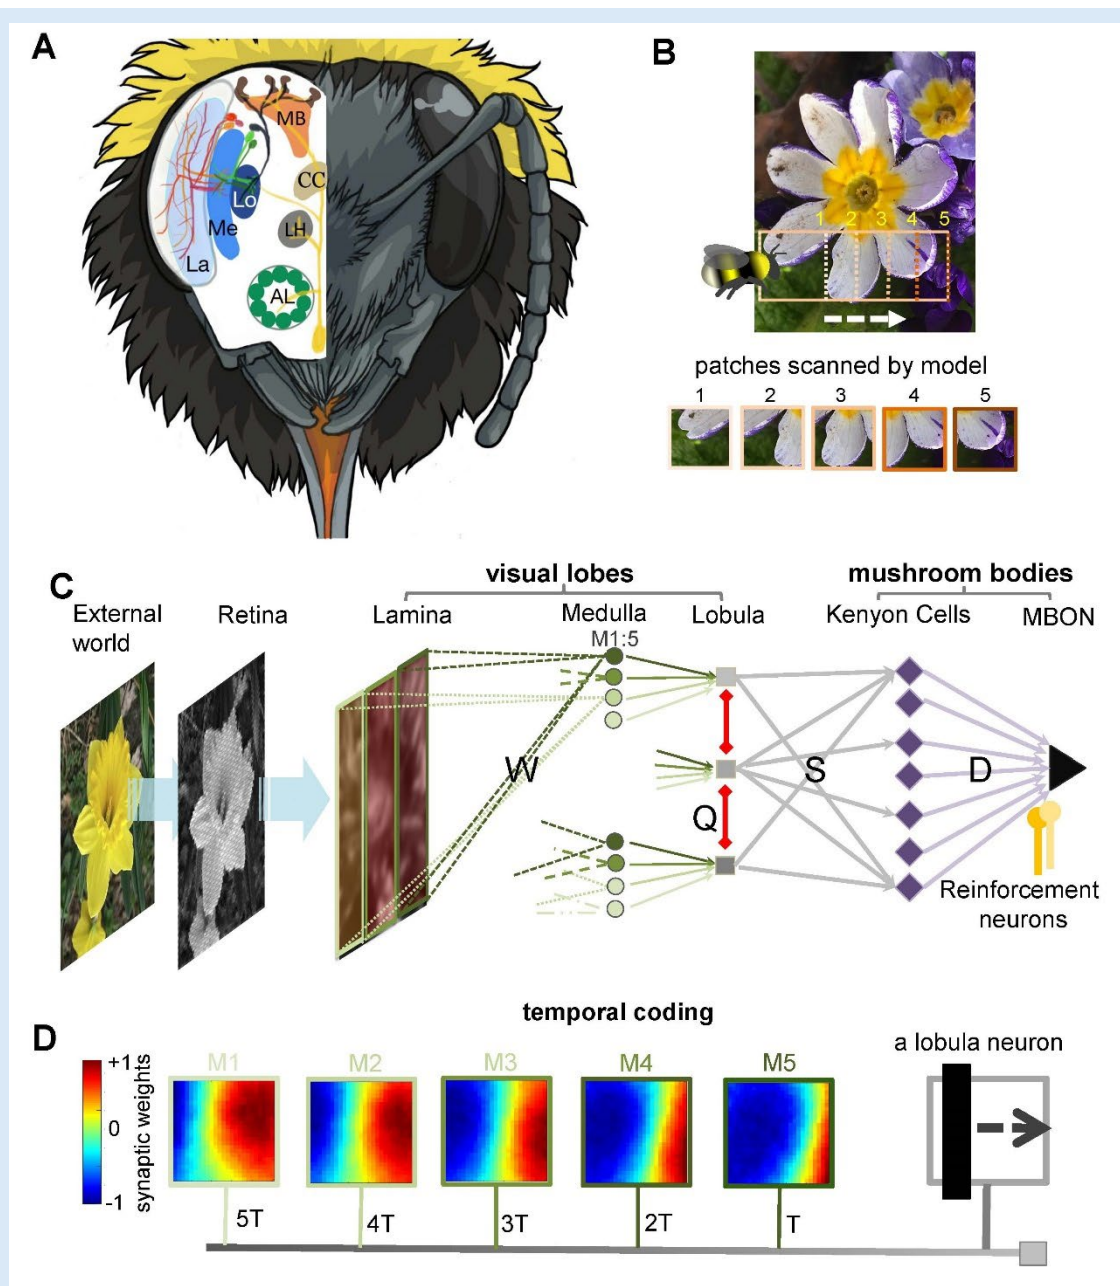 A
MB
CC
Lo
LH
Me
La
AL
B
1 2 3 4 5
patches scanned by model
1 2 3 4 5
C
visual lobes
mushroom bodies
External
world
Retina
Lamina
Medulla
Lobula
Kenyon Cells
MBON
M1:5
W
S
D
Q
Reinforcement
neurons
temporal coding
D
+1
0
-1
synaptic weights
M1
M2
M3
M4
M5
a lobula neuron
5T
4T
3T
2T
T